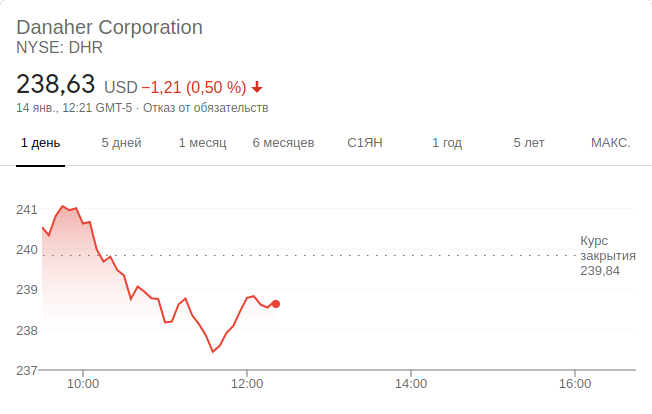 Danaher Corporation
NYSE: DHR
238,63 USD −1,21 (0,50 %)
14 янв., 12:21 GMT-5 · Отказ от обязательств
1 день 5 дней 1 месяц 6 месяцев С1ЯН 1 год 5 лет МАКС.
241
240
239
238
237
Курс
закрытия
239,84
10:00 12:00 14:00 16:00